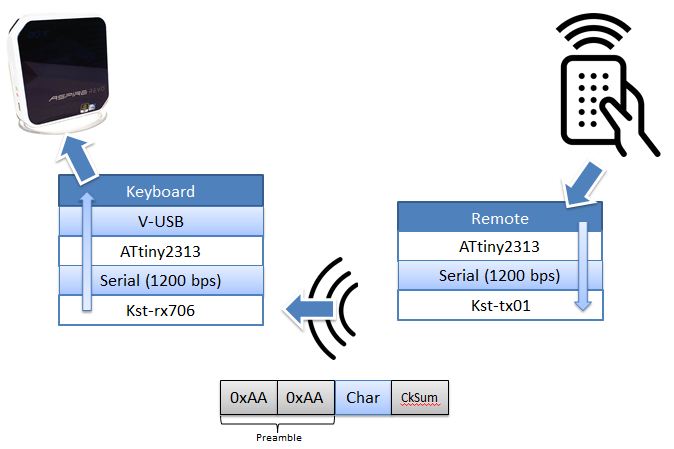 ASPIRE REVO
Keyboard
V-USB
ATtiny2313
Serial (1200 bps)
Kst-rx706
Remote
ATtiny2313
Serial (1200 bps)
Kst-tx01
0xAA
0xAA
Char
CkSum
Preamble